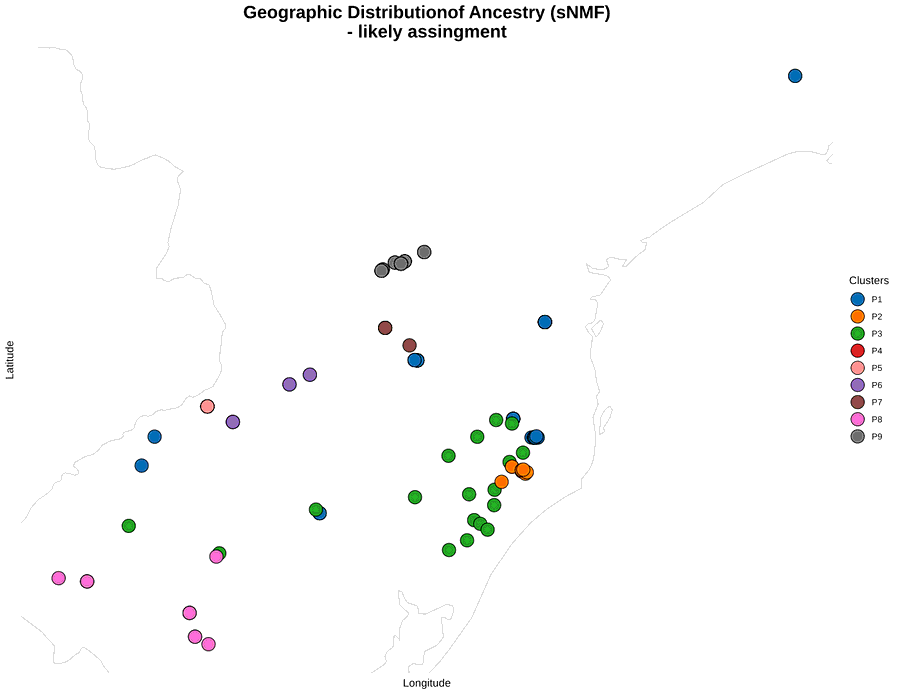 Geographic Distributionof Ancestry (sNMF)
- likely assingment
Latitude
Clusters
P1
P2
P3
P4
P5
P6
P7
P8
P9
Longitude